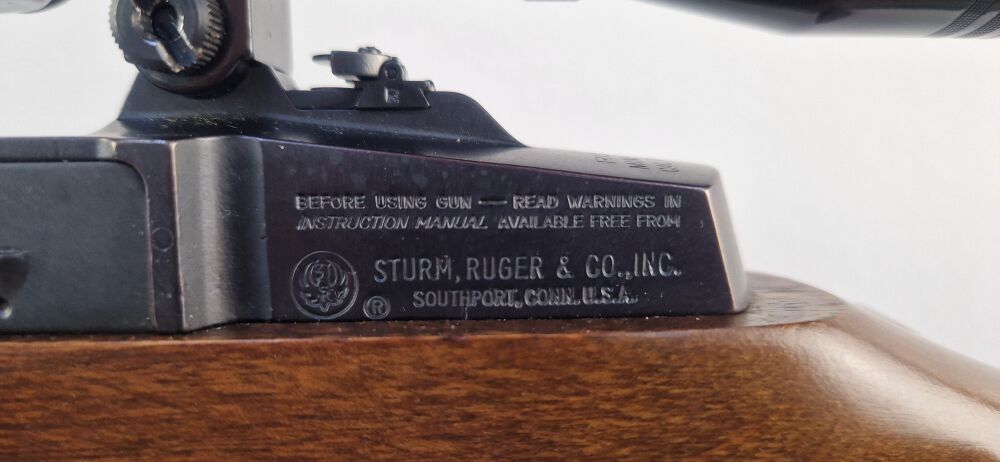 BEFORE USING GUN — READ WARNINGS IN
INSTRUCTION MANUAL AVAILABLE FREE FROM
STURM, RUGER & CO., INC.
®
SOUTHPORT, CONN. U.S.A.
R